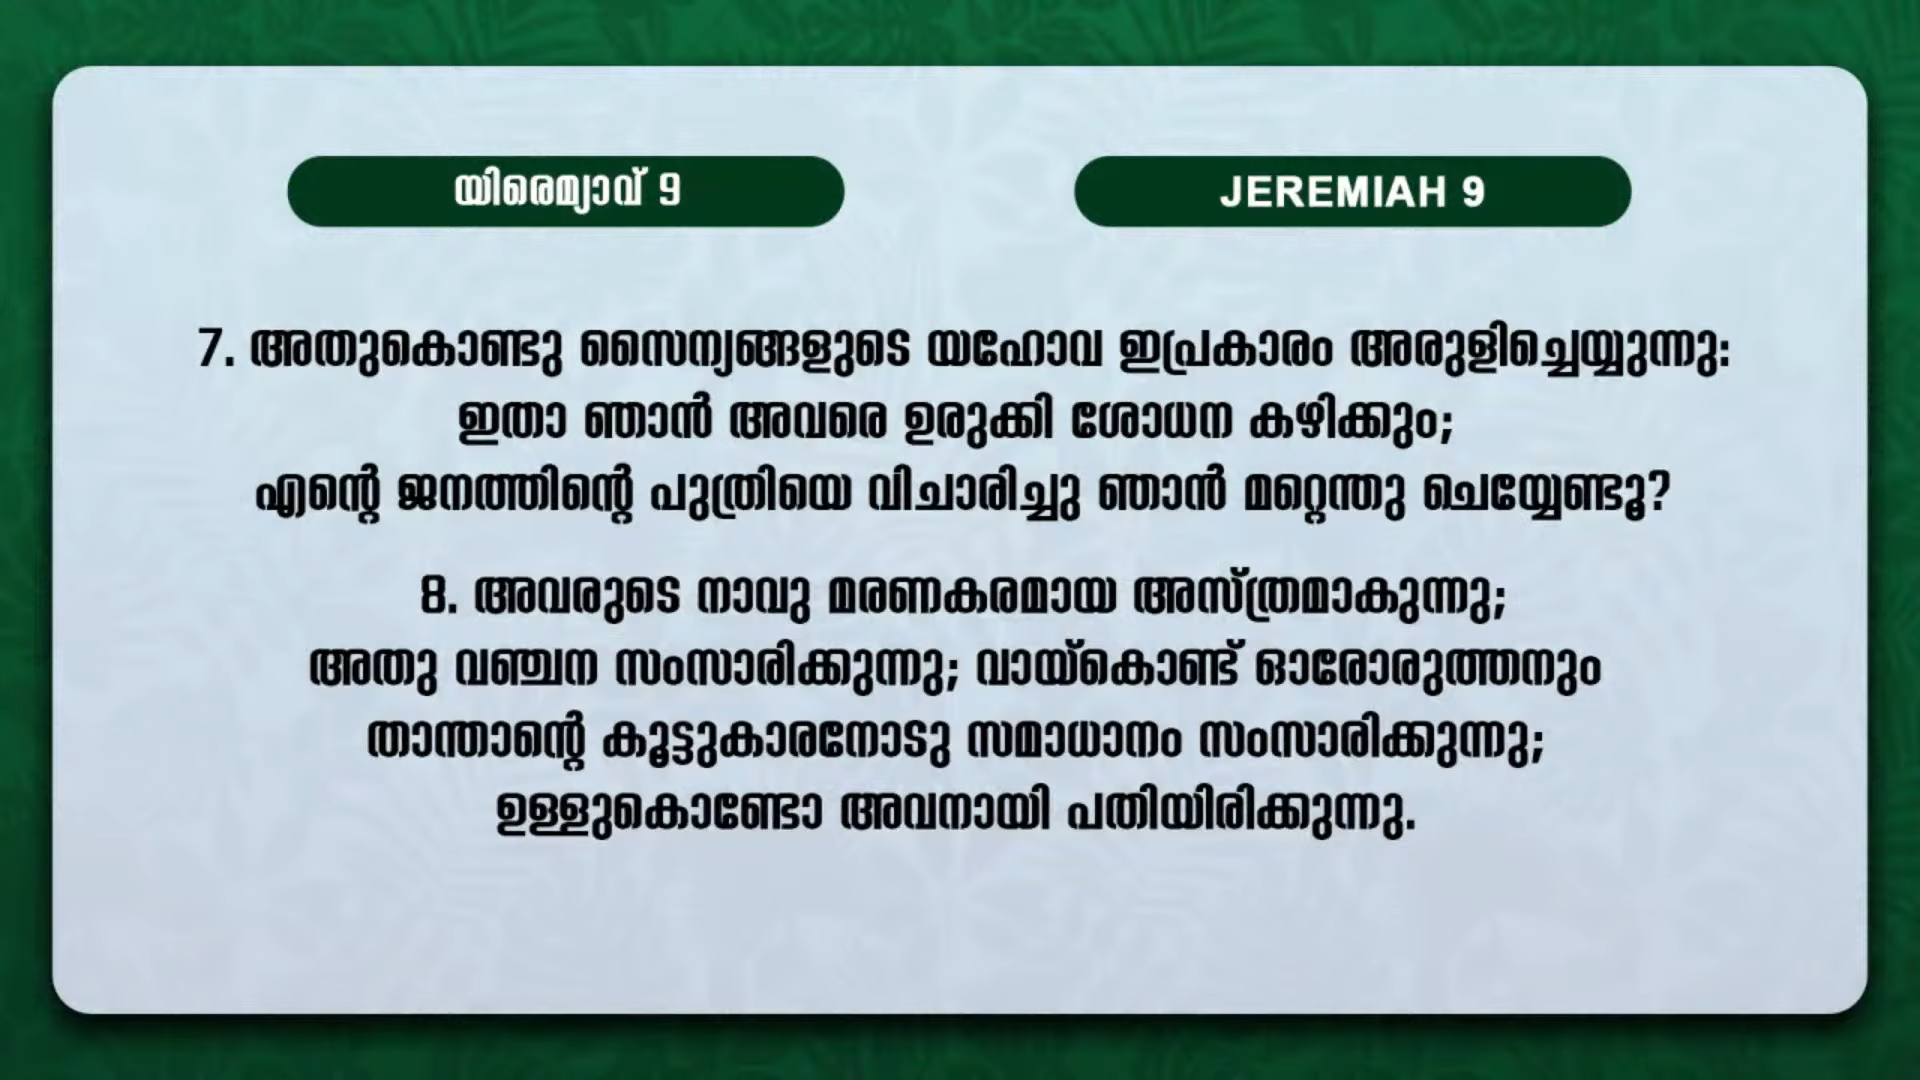 യിരെമ്യാവ് 9
JEREMIAH 9
7. അതുകൊണ്ടു സൈന്യങ്ങളുടെ യഹോവ ഇപ്രകാരം അരുളിച്ചെയ്യുന്നു:
ഇതാ ഞാൻ അവരെ ഉരുക്കി ശോധന കഴിക്കും;
എന്റെ ജനത്തിന്റെ പുത്രിയെ വിചാരിച്ചു ഞാൻ മറ്റെന്തു ചെയ്യേണ്ടൂ?
8. അവരുടെ നാവു മരണകരമായ അസ്ത്രമാകുന്നു;
അതു വഞ്ചന സംസാരിക്കുന്നു; വായ്കൊണ്ട് ഓരോരുത്തനും
താന്താന്റെ കൂട്ടുകാരനോടു സമാധാനം സംസാരിക്കുന്നു;
ഉള്ളുകൊണ്ടോ അവനായി പതിയിരിക്കുന്നു.